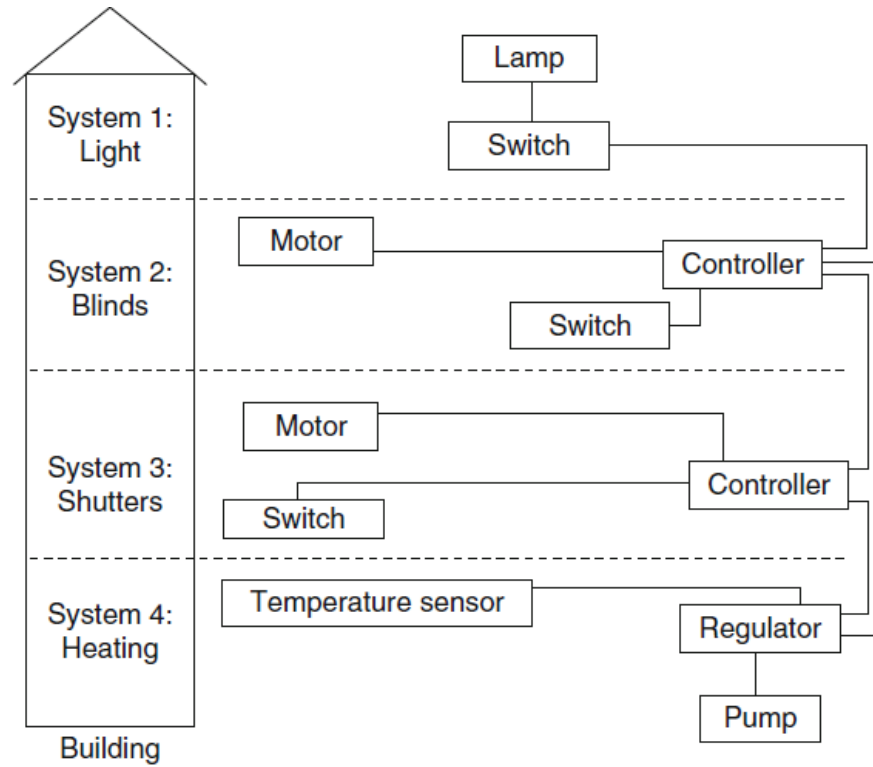 Lamp
System 1:
Light
Switch
Motor
Controller
System 2:
Blinds
Switch
Motor
System 3:
Shutters
Controller
Switch
Temperature sensor
System 4:
Heating
Regulator
Pump
Building